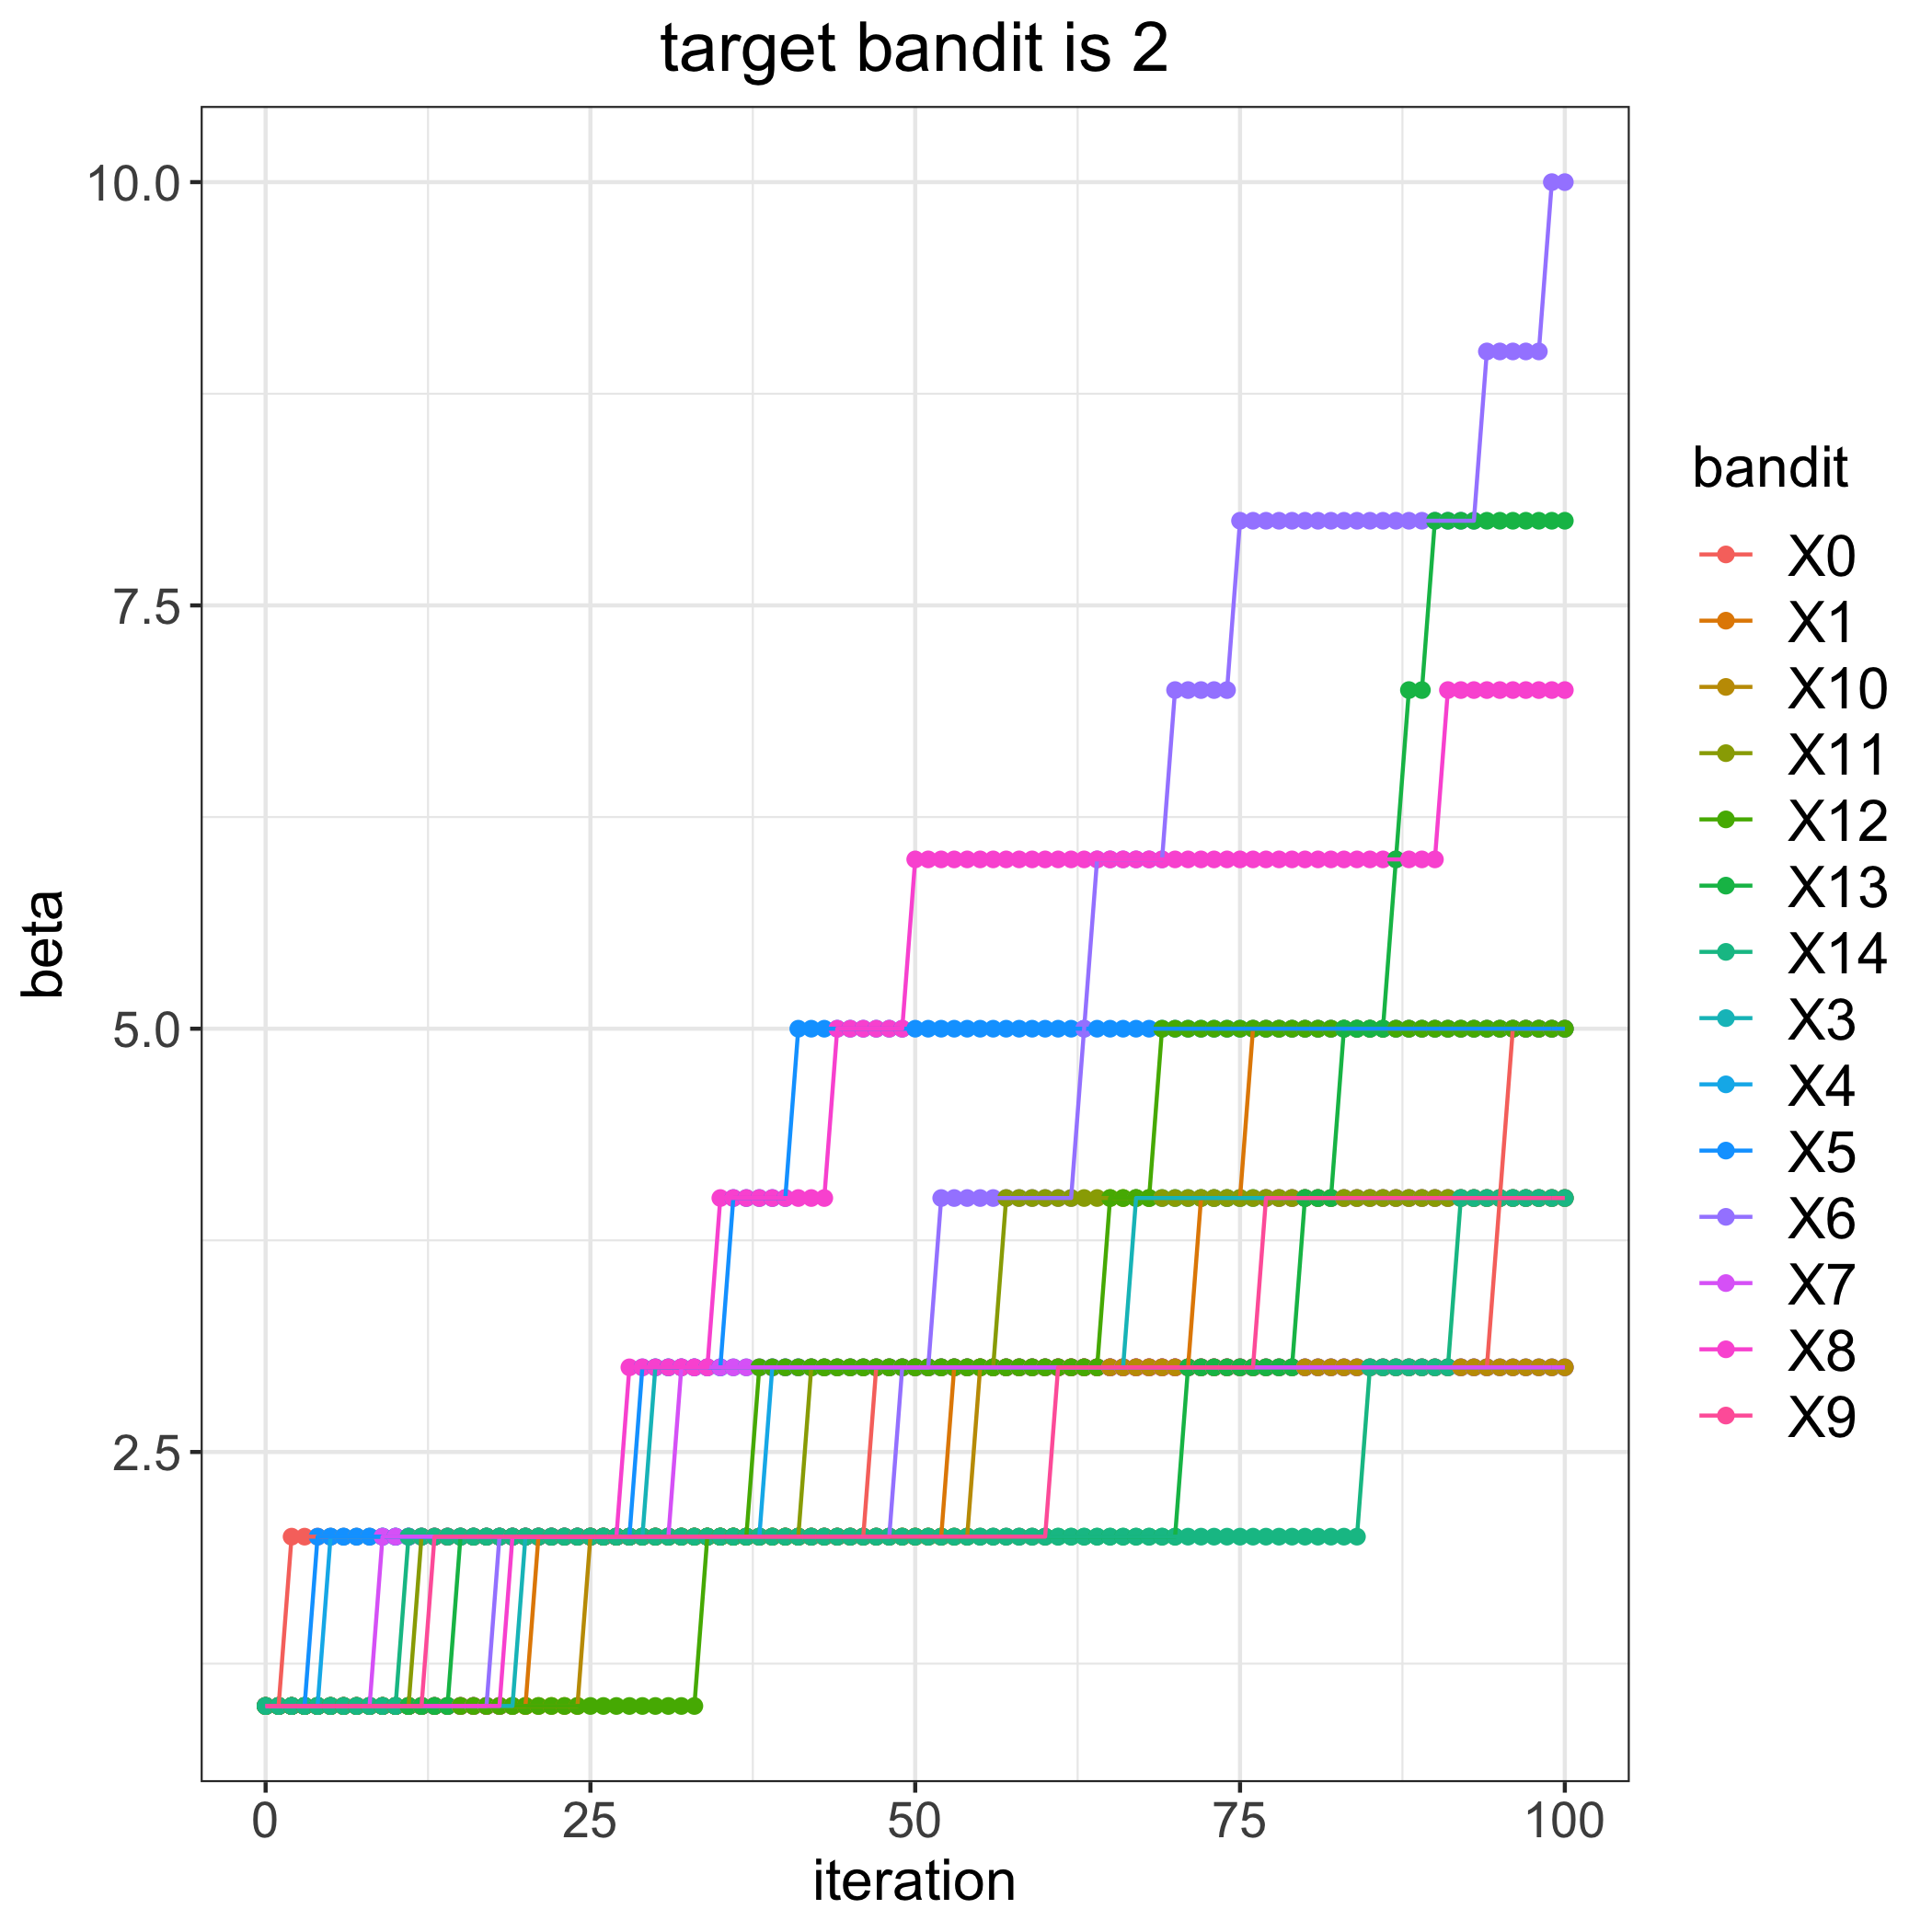 target bandit is 2
10.0
7.5
5.0
2.5
beta
0
25
50
75
100
iteration
bandit
X0
X1
X10
X11
X12
X13
X14
X3
X4
X5
X6
X7
X8
X9